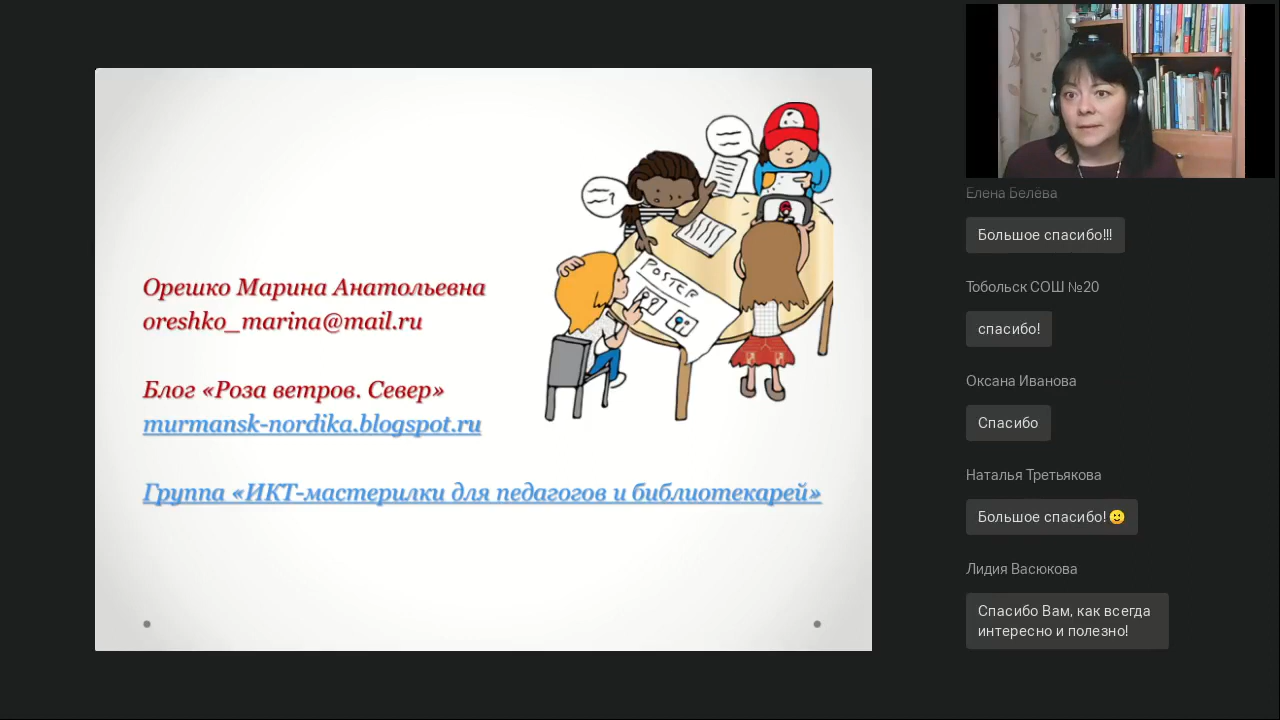 Орешко Марина Анатольевна
oreshko_marina@mail.ru
Блог «Роза ветров. Север»
murmansk-nordika.blogspot.ru
Группа «ИКТ-мастерилки для педагогов и библиотекарей»
POSTER
Елена Белёва
Большое спасибо!!!
Тобольск СОШ №20
спасибо!
Оксана Иванова
Спасибо
Наталья Третьякова
Большое спасибо!🙂
Лидия Васюкова
Спасибо Вам, как всегда
интересно и полезно!